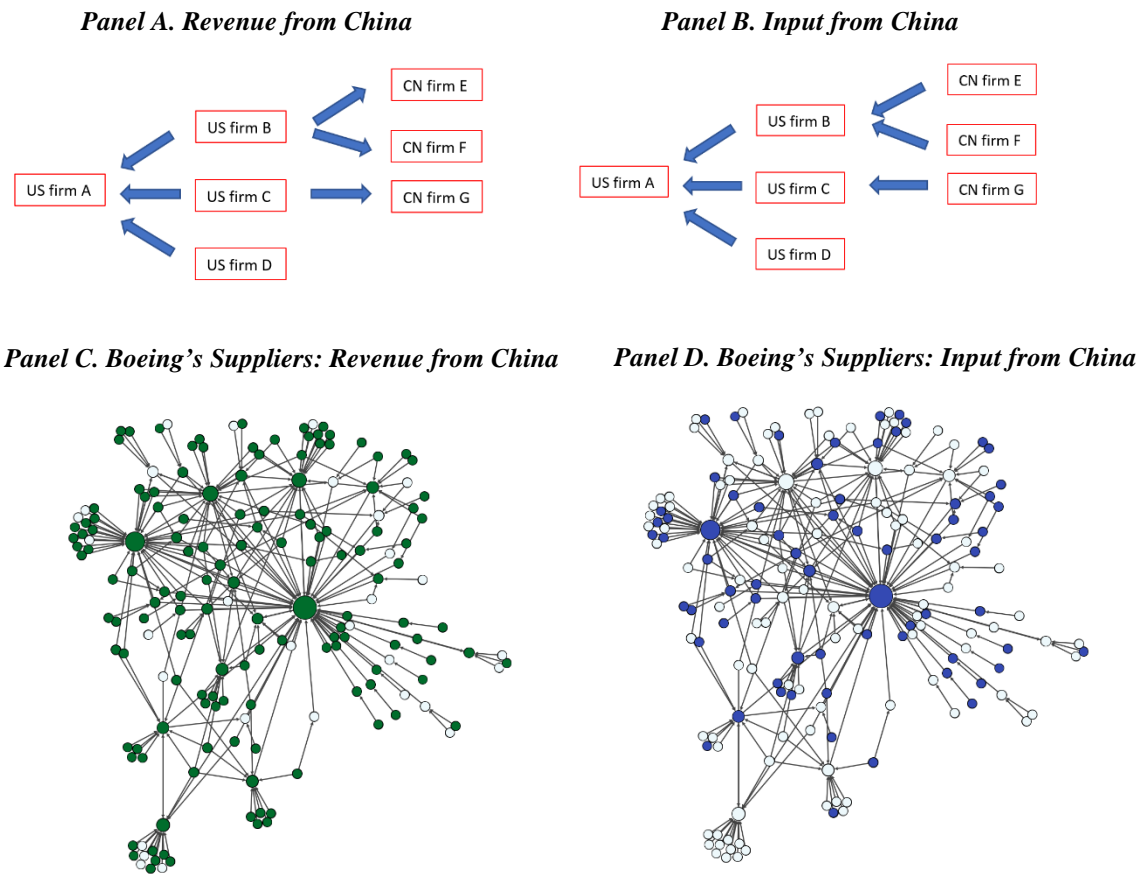 Panel A. Revenue from China
CN firm E
US firm B
CN firm F
US firm A
US firm C
CN firm G
US firm D
Panel B. Input from China
CN firm E
US firm B
CN firm F
US firm A
US firm C
CN firm G
US firm D
Panel C. Boeing's Suppliers: Revenue from China
Panel D. Boeing's Suppliers: Input from China